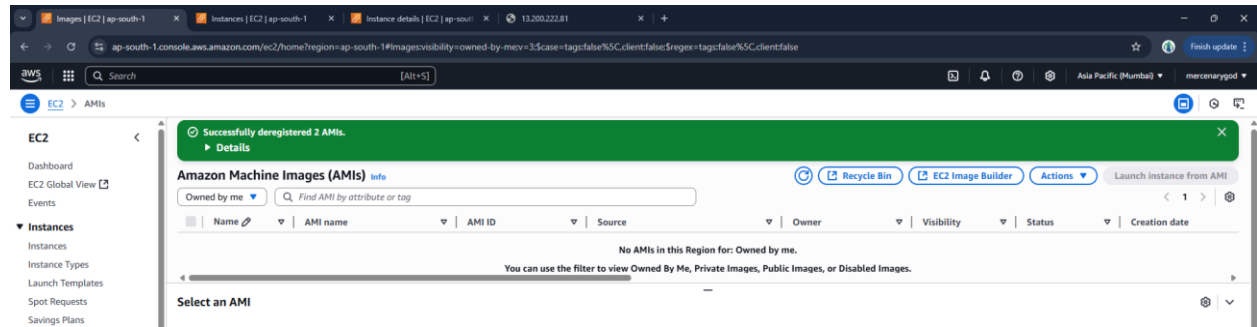 Images | EC2 | ap-south-1 Instances | EC2 | ap-south-1 Instance details | EC2 | ap-sout 13.200.222.81
ap-south-1.console.aws.amazon.com/ec2/home?region=ap-south-1#Images:visibility=owned-by-me;v=3;$case=tags:false%5C,client:false;$regex=tags:false%5C,client:false Finish update
aws Search [Alt+S] Asia Pacific (Mumbai) mercenarygod
EC2 > AMIs
EC2
Dashboard
EC2 Global View
Events
Instances
Instances
Instance Types
Launch Templates
Spot Requests
Savings Plans
Successfully deregistered 2 AMIs.
Details
Amazon Machine Images (AMIs) Info Recycle Bin EC2 Image Builder Actions Launch instance from AMI
Owned by me Find AMI by attribute or tag 1
Name AMI name AMI ID Source Owner Visibility Status Creation date
No AMIs in this Region for: Owned by me.
You can use the filter to view Owned By Me, Private Images, Public Images, or Disabled Images.
Select an AMI